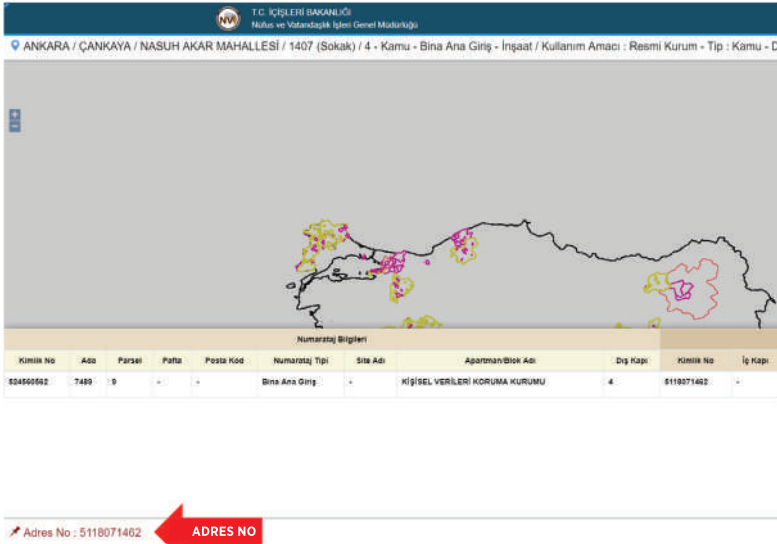 NVI
T.C. İÇİŞLERİ BAKANLIĞI
Nüfus ve Vatandaşlık İşleri Genel Müdürlüğü
ANKARA / ÇANKAYA / NASUH AKAR MAHALLESİ / 1407 (Sokak) / 4 - Kamu - Bina Ana Giriş - İnşaat / Kullanım Amacı : Resmi Kurum - Tip : Kamu - D
+
-
Numarataj Bilgileri
Kimlik No Ada Parsel Pafta Posta Kod Numarataj Tipi Site Adı Apartman/Blok Adı Dış Kapı Kimlik No İç Kapı
524560562 7489 9 - - Bina Ana Giriş - KİŞİSEL VERİLERİ KORUMA KURUMU 4 5118071462 -
Adres No : 5118071462 ADRES NO